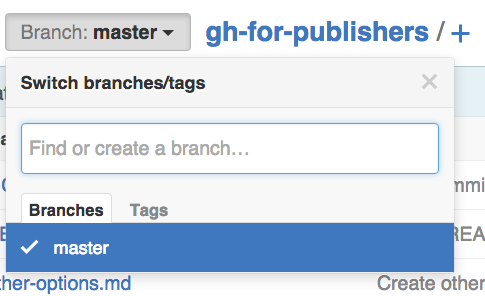 Branch: master
gh-for-publishers / +
Switch branches/tags
Find or create a branch…
Branches Tags
master
ther-options.md Create other